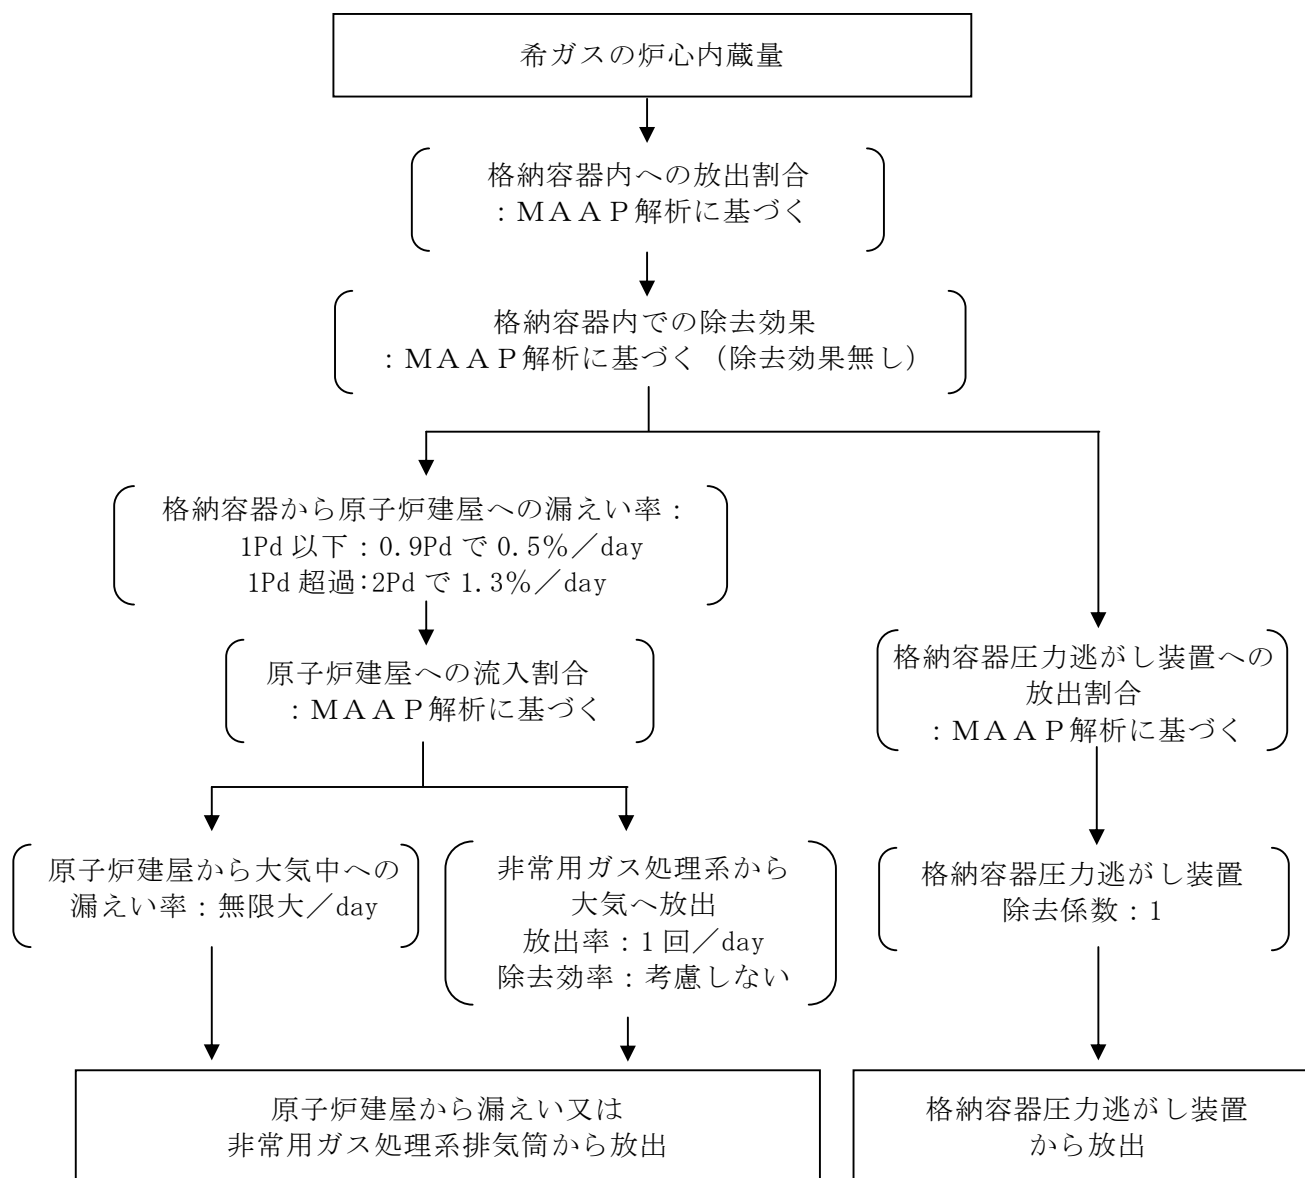 希ガスの炉心内蔵量
格納容器内への放出割合
：ＭＡＡＰ解析に基づく
格納容器内での除去効果
：ＭＡＡＰ解析に基づく（除去効果無し）
格納容器から原子炉建屋への漏えい率：
1Pd 以下：0.9Pd で 0.5％／day
1Pd 超過：2Pd で 1.3％／day
原子炉建屋への流入割合
：ＭＡＡＰ解析に基づく
格納容器圧力逃がし装置への
放出割合
：ＭＡＡＰ解析に基づく
原子炉建屋から大気中への
漏えい率：無限大／day
非常用ガス処理系から
大気へ放出
放出率：1 回／day
除去効率：考慮しない
格納容器圧力逃がし装置
除去係数：1
原子炉建屋から漏えい又は
非常用ガス処理系排気筒から放出
格納容器圧力逃がし装置
から放出